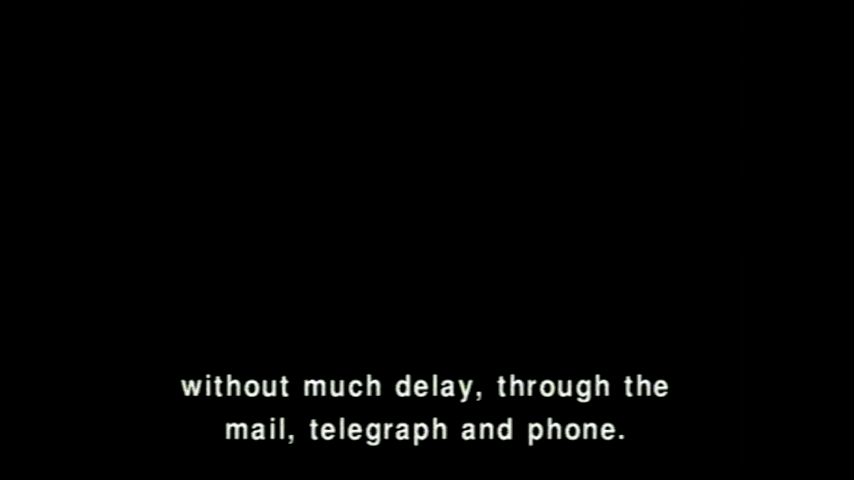 without much delay, through the
mail, telegraph and phone.